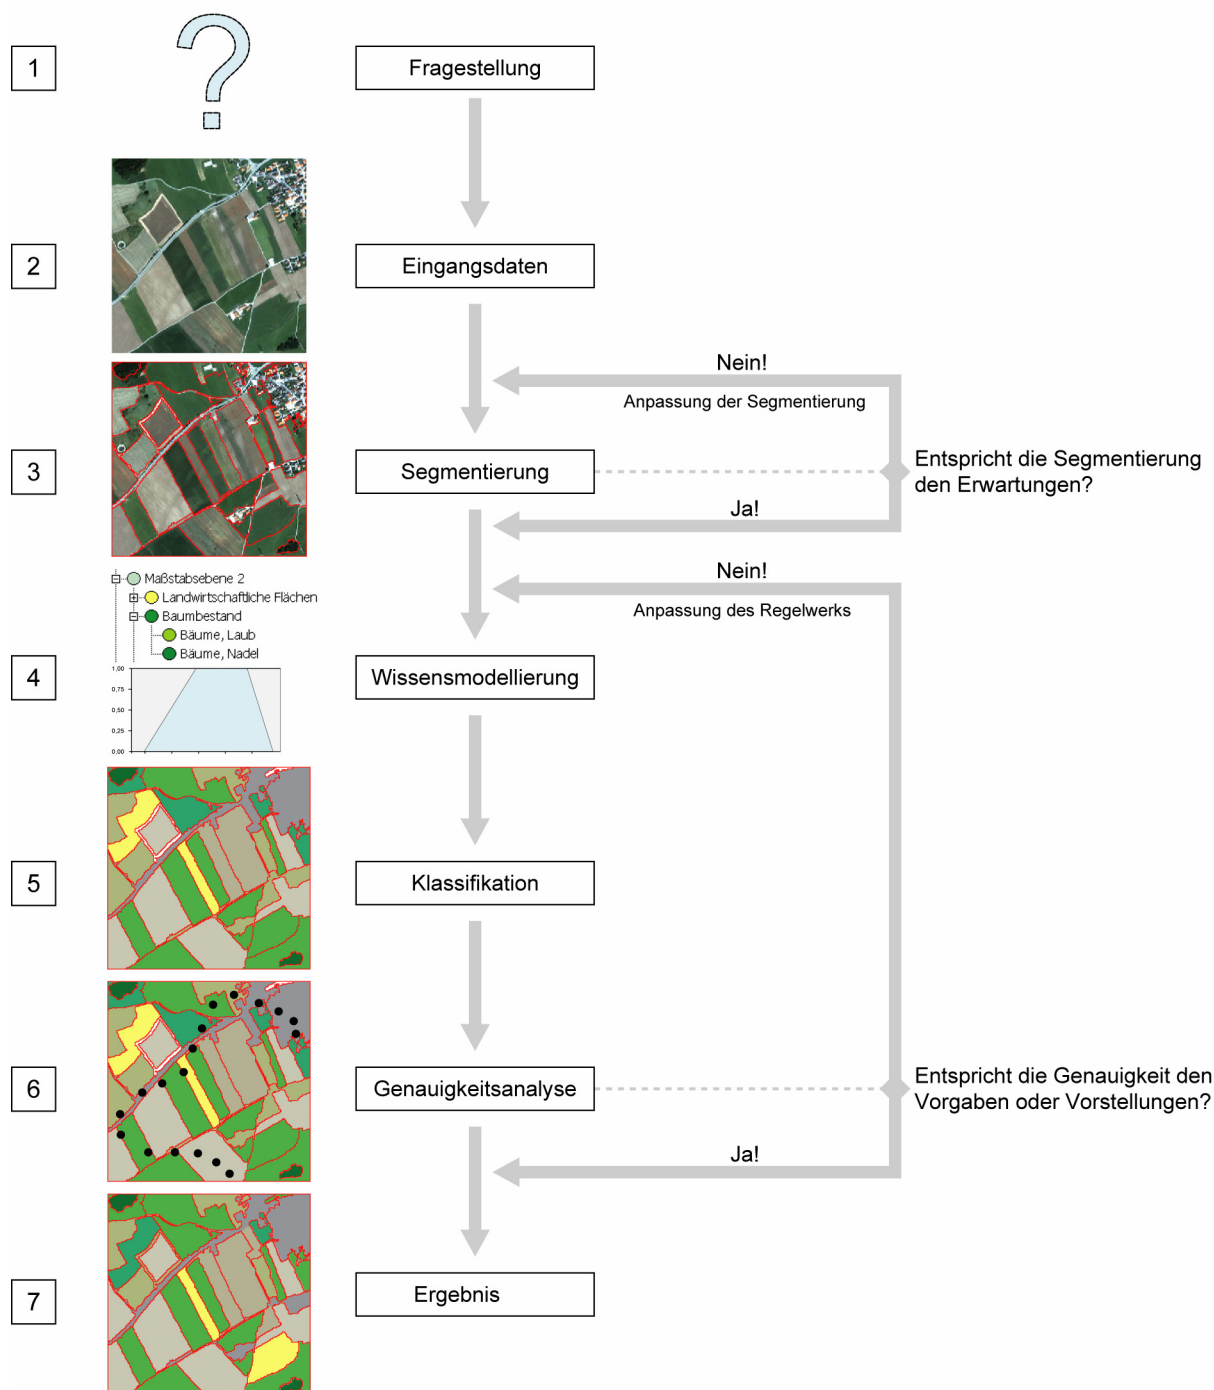 1
?
Fragestellung
2
Eingangsdaten
Nein!
Anpassung der Segmentierung
3
Segmentierung
Entspricht die Segmentierung
den Erwartungen?
Ja!
Nein!
Anpassung des Regelwerks
Maßstabsebene 2
Landwirtschaftliche Flächen
Baumbestand
Bäume, Laub
Bäume, Nadel
4
1,00
0,75
0,50
0,25
0,00
Wissensmodellierung
5
Klassifikation
6
Genauigkeitsanalyse
Entspricht die Genauigkeit den
Vorgaben oder Vorstellungen?
Ja!
7
Ergebnis